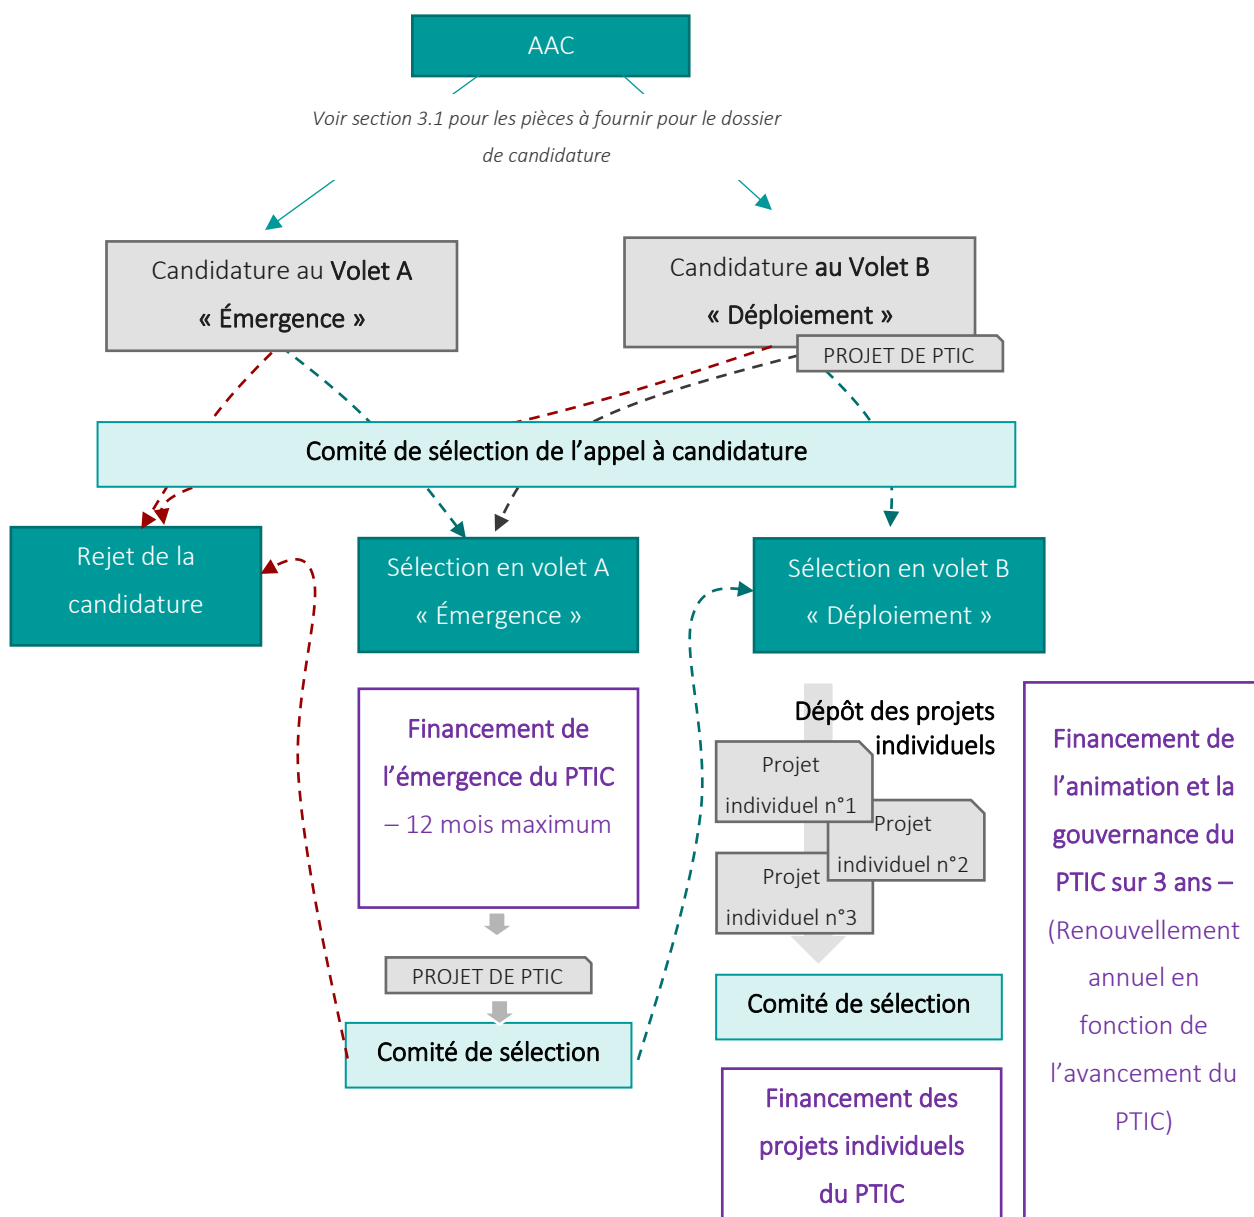 AAC
Voir section 3.1 pour les pièces à fournir pour le dossier
de candidature
Candidature au Volet A
« Émergence »
Candidature au Volet B
« Déploiement »
PROJET DE PTIC
Comité de sélection de l’appel à candidature
Rejet de la
candidature
Sélection en volet A
« Émergence »
Sélection en volet B
« Déploiement »
Financement de
l’émergence du PTIC
– 12 mois maximum
PROJET DE PTIC
Comité de sélection
Dépôt des projets
individuels
Projet
individuel n°1
Projet
individuel n°2
Projet
individuel n°3
Comité de sélection
Financement des
projets individuels
du PTIC
Financement de
l’animation et la
gouvernance du
PTIC sur 3 ans –
(Renouvellement
annuel en
fonction de
l’avancement du
PTIC)